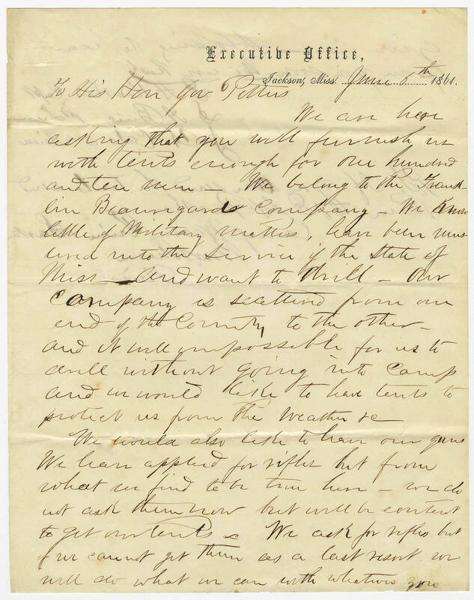 Executive Office,
Jackson, Miss. June 6th 1861.
To His Hon Gov Pettus
We are here
asking that you will furnish us
with tents enough for one hundred
and ten men – We belong to the Frank
lin Beauregards Company – We Know
little of Military matters, have been mus
tered into the Service of the State of
Miss – and want to drill – Our
Company is scattered from one
end of the County to the other –
and it will impossible for us to
drill without going into Camp
and we would like to have tents to
protect us from the weather &c
We would also like to have our guns
We have applied for rifles but from
what we find to be true here – we do
not ask them now but will be content
to get our tents &c We ask for rifles but
if we cannot get them as a last resort we
will do what we can with whatever you